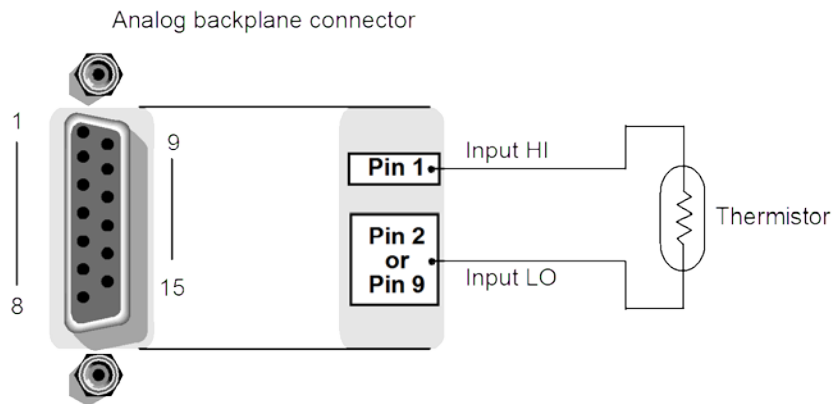 Analog backplane connector
1
9
8
15
Pin 1
Input HI
Pin 2
or
Pin 9
Input LO
Thermistor